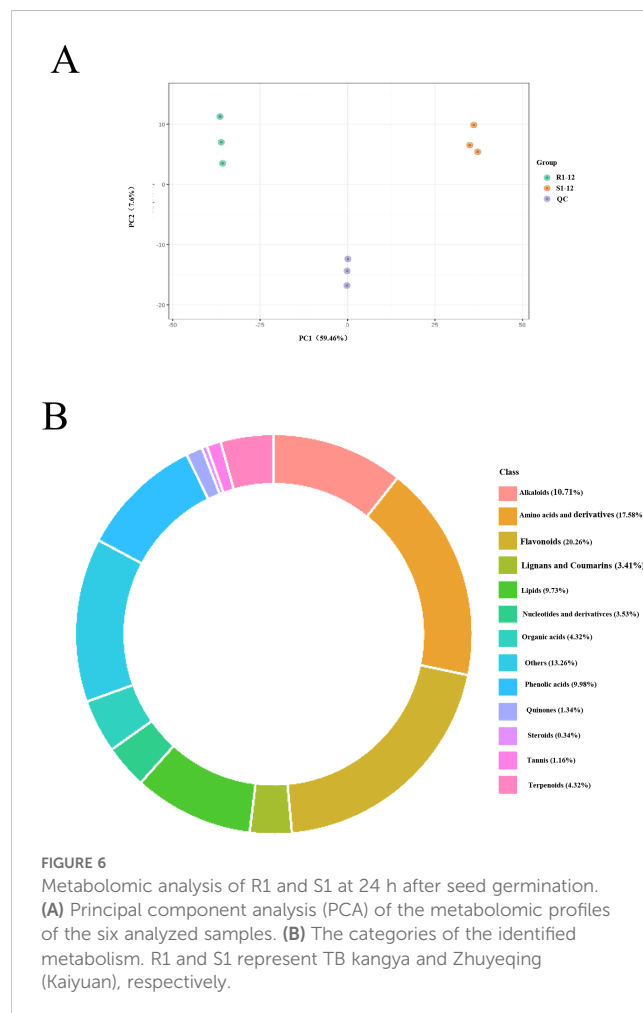 A
10
0
-10
-20
PC2 (7.6%)
-50
-25
0
25
50
PC1 (59.46%)
Group
R1-12
S1-12
QC
B
Class
Alkaloids (10.71%)
Amino acids and derivatives (17.58%)
Flavonoids (20.26%)
Lignans and Coumarins (3.41%)
Lipids (9.73%)
Nucleotides and derivativces (3.53%)
Organic acids (4.32%)
Others (13.26%)
Phenolic acids (9.98%)
Quinones (1.34%)
Steroids (0.34%)
Tannis (1.16%)
Terpenoids (4.32%)
FIGURE 6
Metabolomic analysis of R1 and S1 at 24 h after seed germination.
(A) Principal component analysis (PCA) of the metabolomic profiles
of the six analyzed samples. (B) The categories of the identified
metabolism. R1 and S1 represent TB kangya and Zhuyeqing
(Kaiyuan), respectively.